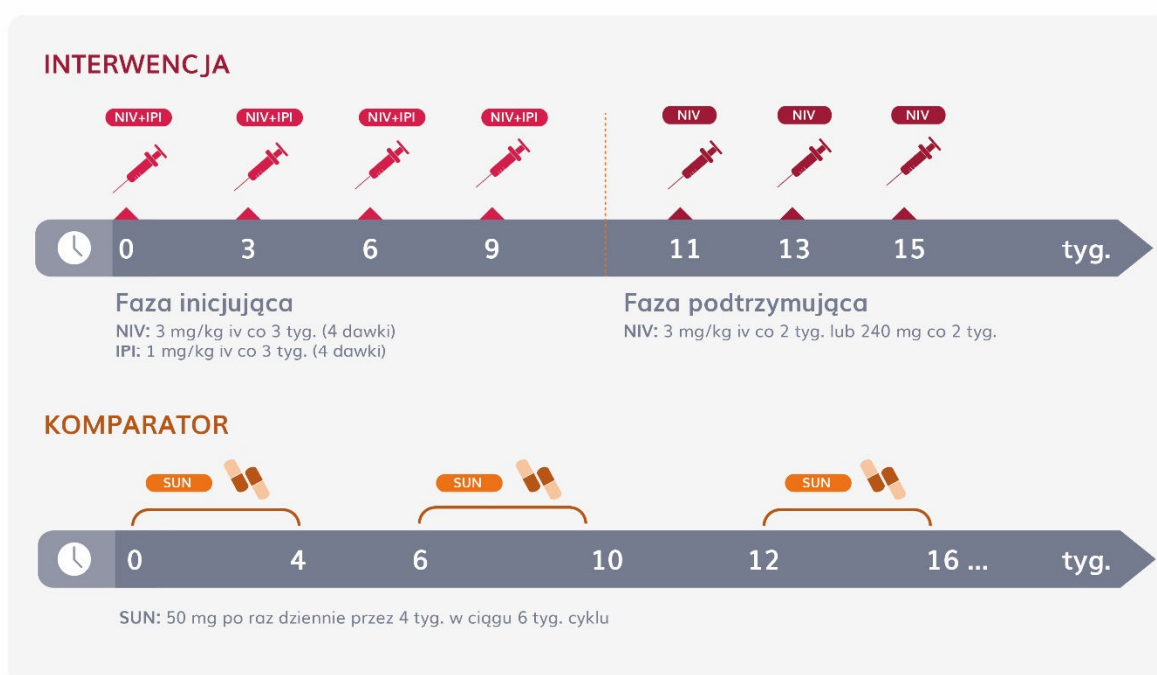 INTERWENCJA
NIV+IPI NIV+IPI NIV+IPI NIV+IPI NIV NIV NIV
0 3 6 9 11 13 15 tyg.
Faza inicjująca
NIV: 3 mg/kg iv co 3 tyg. (4 dawki)
IPI: 1 mg/kg iv co 3 tyg. (4 dawki)
Faza podtrzymująca
NIV: 3 mg/kg iv co 2 tyg. lub 240 mg co 2 tyg.
KOMPARATOR
SUN SUN SUN
0 4 6 10 12 16 ... tyg.
SUN: 50 mg po raz dziennie przez 4 tyg. w ciągu 6 tyg. cyklu